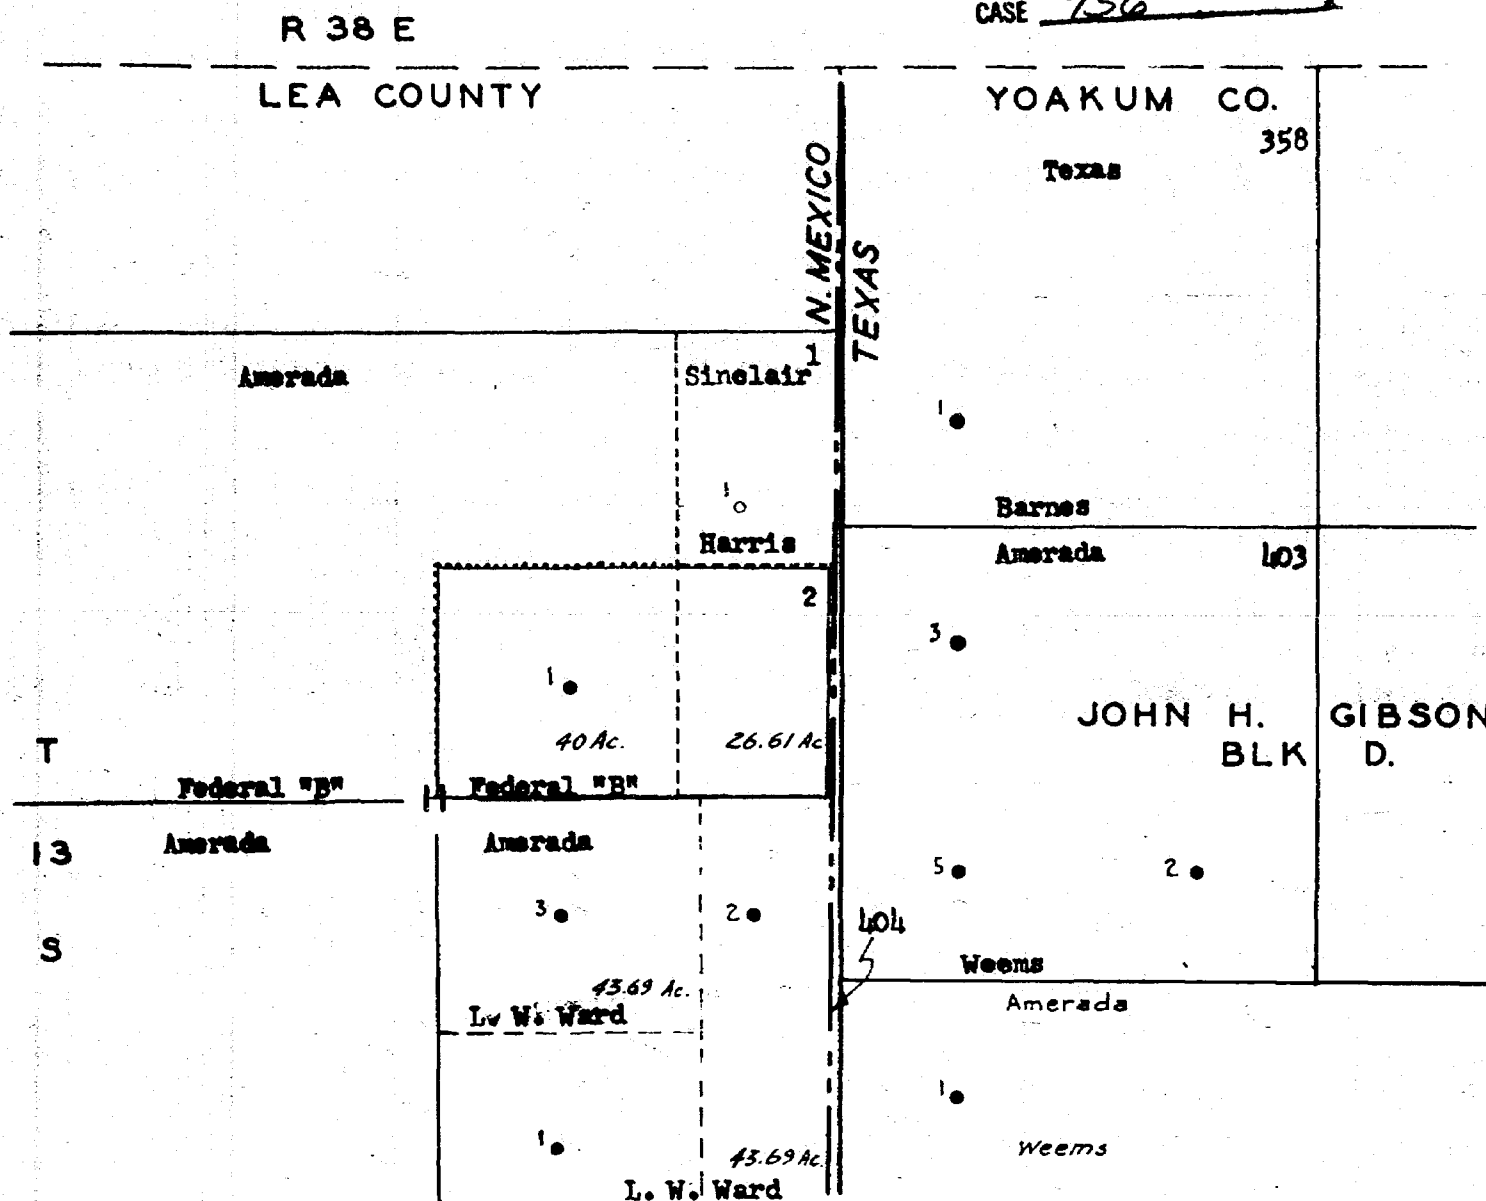 CASE 736
R 38 E
LEA COUNTY
YOAKUM CO.
358
Texas
N. MEXICO
TEXAS
1
Amerada
Sinclair
1
1
Barnes
Harris
Amerada
403
2
3
1
JOHN H. GIBSON
BLK D.
40 Ac.
26.61 Ac
T
Federal "B"
Federal "B"
13
Amerada
Amerada
5
2
3
2
404
S
Weems
43.69 Ac.
Amerada
L. W. Ward
1
1
Weems
43.69 Ac.
L. W. Ward